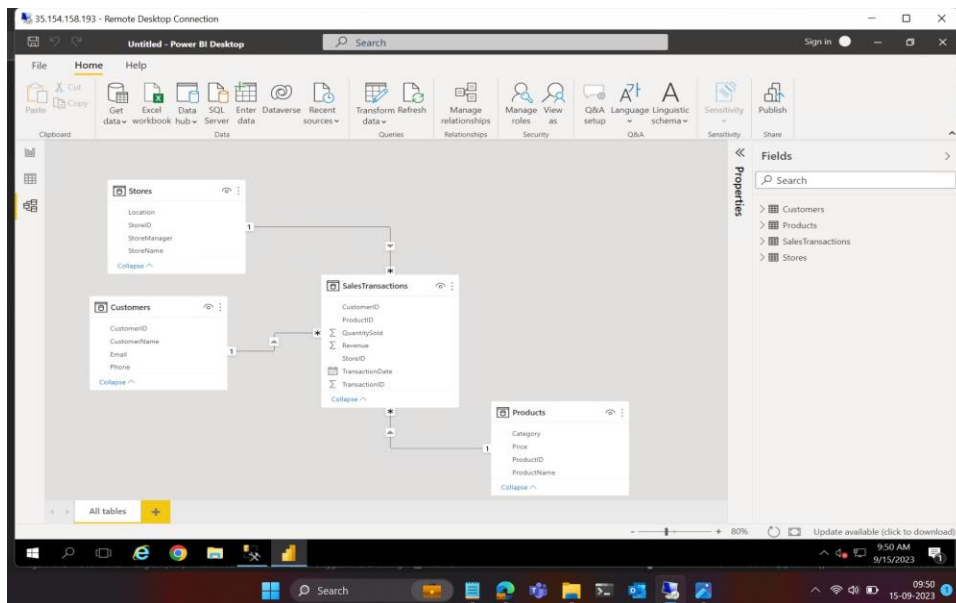 35.154.158.193 - Remote Desktop Connection
Untitled - Power BI Desktop
Search
Sign in
File Home Help
Paste
Cut
Copy
Get data
Excel workbook
Data hub
SQL Server
Enter data
Dataverse
Recent sources
Transform data
Refresh
Manage relationships
Manage roles
View as
Q&A setup
Language
Linguistic schema
Sensitivity
Publish
Clipboard
Data
Queries
Relationships
Security
Q&A
Sensitivity
Share
Stores
Location
StoreID
StoreManager
StoreName
Collapse
1
*
Customers
CustomerID
CustomerName
Email
Phone
Collapse
1
*
SalesTransactions
CustomerID
ProductID
QuantitySold
Revenue
StoreID
TransactionDate
TransactionID
Collapse
*
1
Products
Category
Price
ProductID
ProductName
Collapse
Properties
Fields
Search
Customers
Products
SalesTransactions
Stores
All tables
- + 80%
Update available (click to download)
9:50 AM
9/15/2023
1
Search
09:50
15-09-2023
1